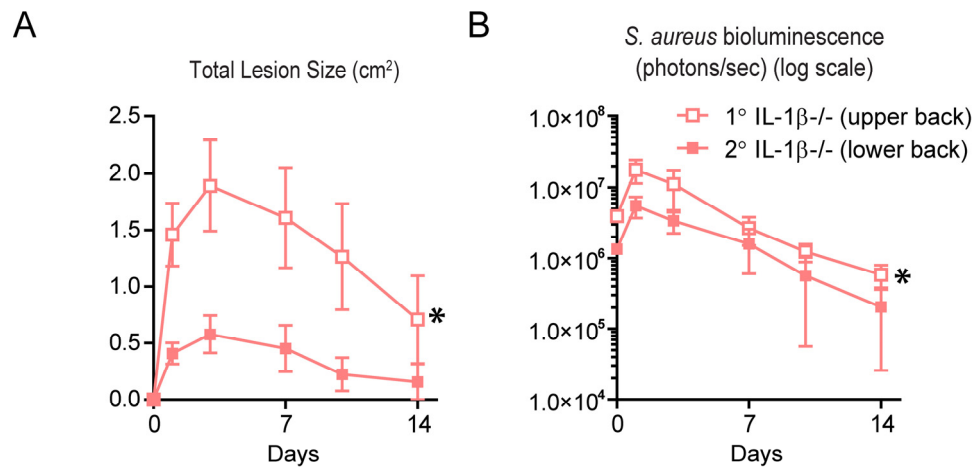 A
Total Lesion Size (cm²)
2.5
2.0
1.5
1.0
0.5
0.0
0
7
14
Days
*
B
S. aureus bioluminescence
(photons/sec) (log scale)
1.0×10⁸
1.0×10⁷
1.0×10⁶
1.0×10⁵
1.0×10⁴
1° IL-1β-/- (upper back)
2° IL-1β-/- (lower back)
*
0
7
14
Days